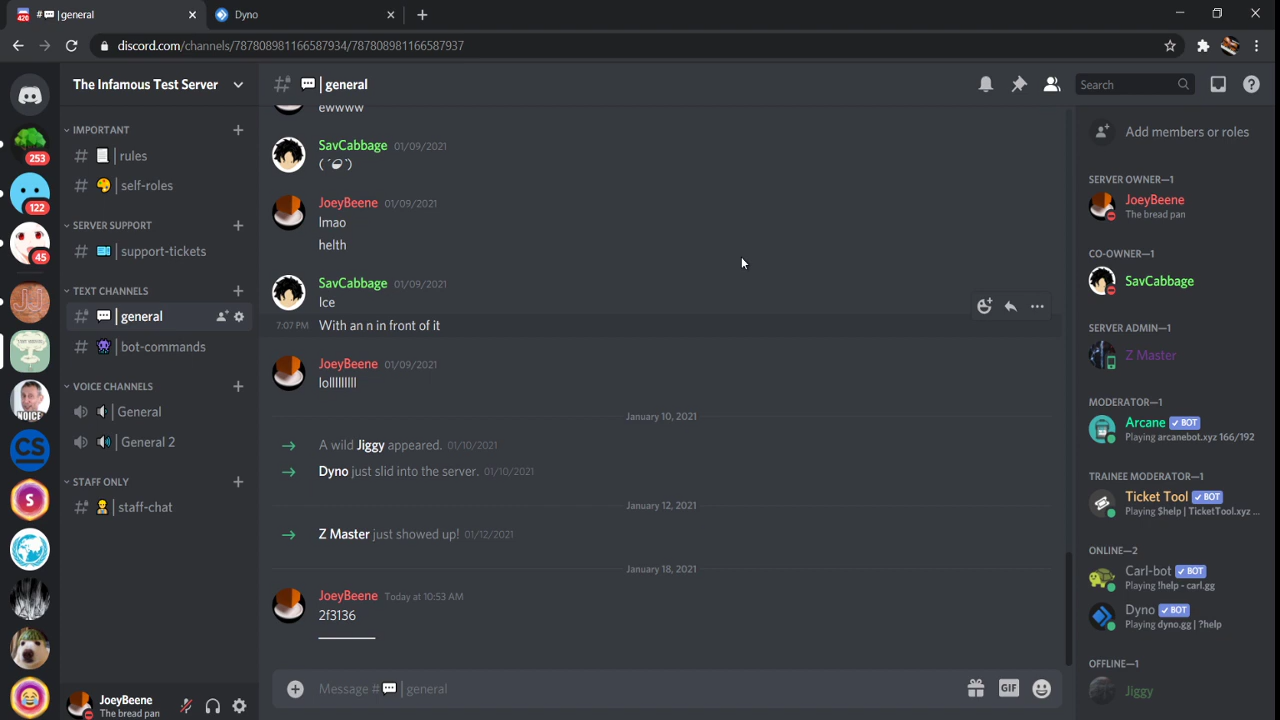 # 💬 | general
Dyno
discord.com/channels/787808981166587934/787808981166587937
The Infamous Test Server
# 💬 | general
Search
IMPORTANT
# | rules
# 🎨 | self-roles
SERVER SUPPORT
# | support-tickets
TEXT CHANNELS
# 💬 | general
# 👾 | bot-commands
VOICE CHANNELS
| General
| General 2
STAFF ONLY
# | staff-chat
JoeyBeene
The bread pan
253
122
45
NOICE
CS
S
420
ewwww
SavCabbage 01/09/2021
JoeyBeene 01/09/2021
lmao
helth
SavCabbage 01/09/2021
Ice
7:07 PM With an n in front of it
JoeyBeene 01/09/2021
lolllllllll
January 10, 2021
A wild Jiggy appeared. 01/10/2021
Dyno just slid into the server. 01/10/2021
January 12, 2021
Z Master just showed up! 01/12/2021
January 18, 2021
JoeyBeene Today at 10:53 AM
2f3136
Message # 💬 | general
GIF
Add members or roles
SERVER OWNER—1
JoeyBeene
The bread pan
CO-OWNER—1
SavCabbage
SERVER ADMIN—1
Z Master
MODERATOR—1
Arcane ✓ BOT
Playing arcanebot.xyz 166/192
TRAINEE MODERATOR—1
Ticket Tool ✓ BOT
Playing $help | TicketTool.xyz ...
ONLINE—2
Carl-bot ✓ BOT
Playing !help - carl.gg
Dyno ✓ BOT
Playing dyno.gg | ?help
OFFLINE—1
Jiggy